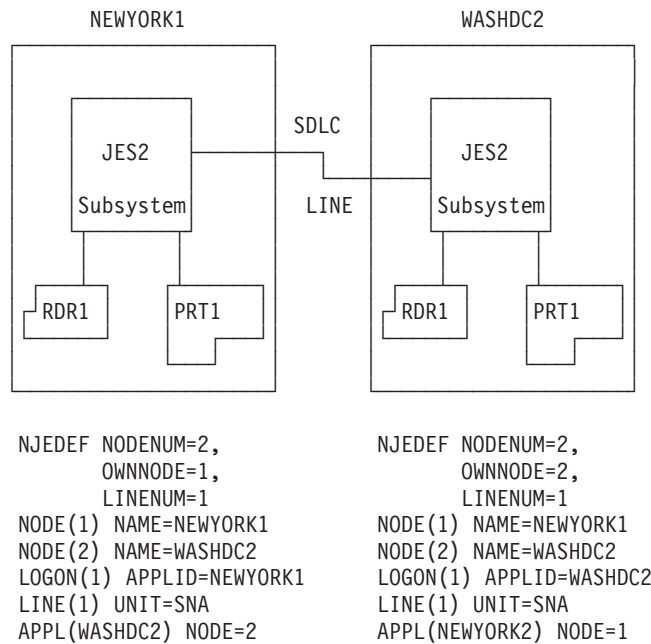 NEWYORK1
WASHDC2
SDLC
LINE
JES2
Subsystem
JES2
Subsystem
RDR1
PRT1
RDR1
PRT1
NJEDEF NODENUM=2,
OWNNODE=1,
LINENUM=1
NODE(1) NAME=NEWYORK1
NODE(2) NAME=WASHDC2
LOGON(1) APPLID=NEWYORK1
LINE(1) UNIT=SNA
APPL(WASHDC2) NODE=2
NJEDEF NODENUM=2,
OWNNODE=2,
LINENUM=1
NODE(1) NAME=NEWYORK1
NODE(2) NAME=WASHDC2
LOGON(1) APPLID=WASHDC2
LINE(1) UNIT=SNA
APPL(NEWYORK2) NODE=1